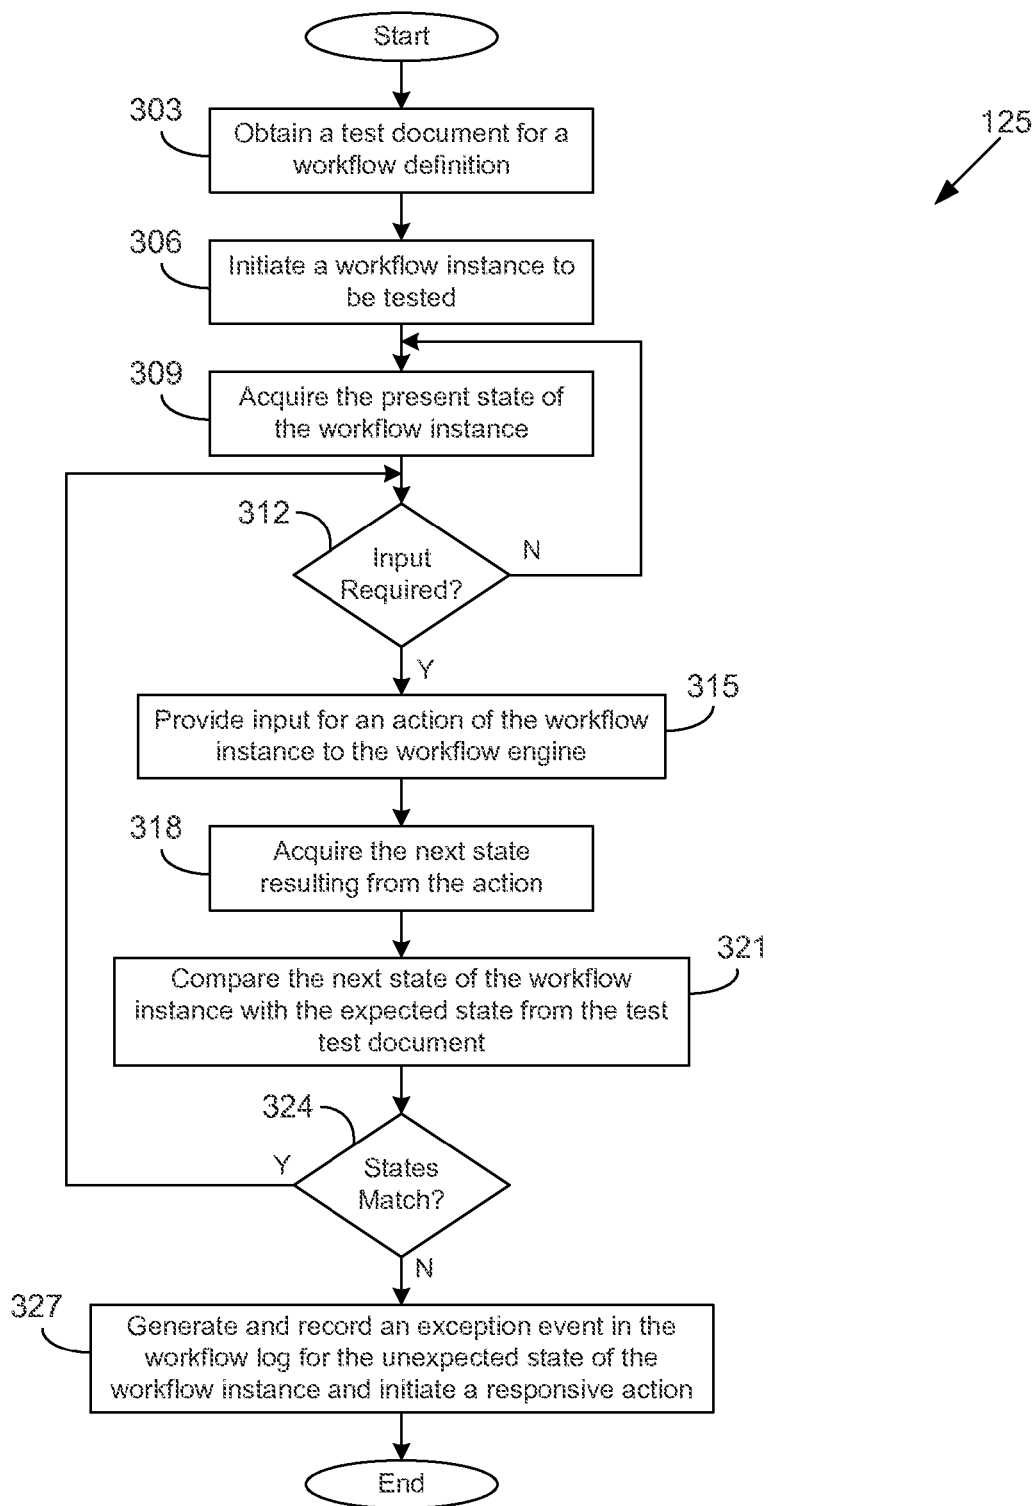 Start
303
Obtain a test document for a
workflow definition
125
306
Initiate a workflow instance to
be tested
309
Acquire the present state of
the workflow instance
312
Input
Required?
N
Y
315
Provide input for an action of the workflow
instance to the workflow engine
318
Acquire the next state
resulting from the action
321
Compare the next state of the workflow
instance with the expected state from the test
test document
324
Y
States
Match?
N
327
Generate and record an exception event in the
workflow log for the unexpected state of the
workflow instance and initiate a responsive action
End